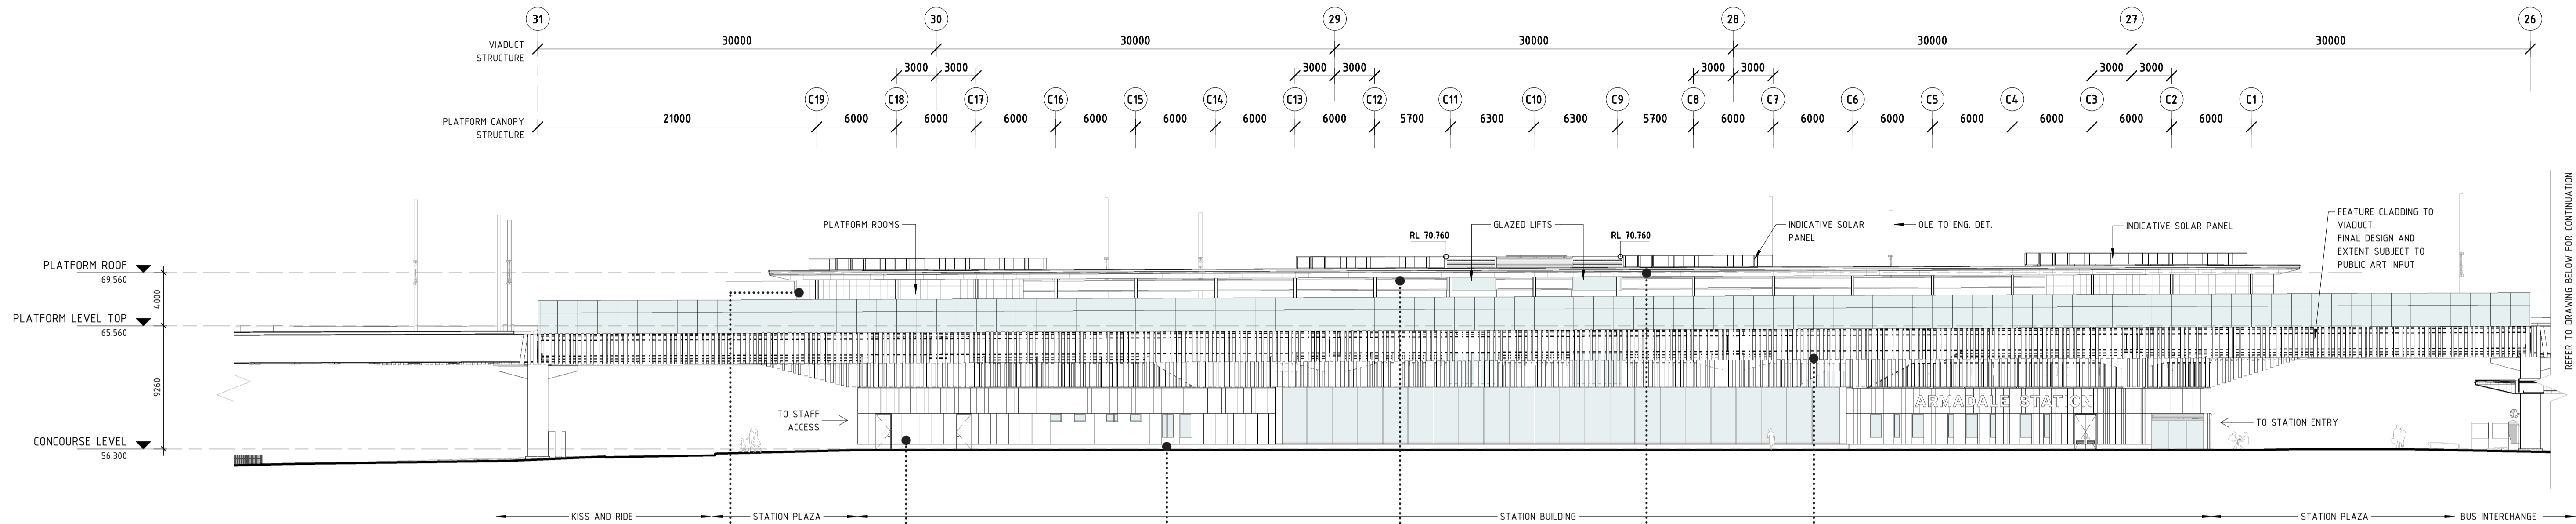 31
30
29
28
27
26
VIADUCT
STRUCTURE
30000
30000
30000
30000
30000
3000
3000
3000
3000
3000
3000
3000
3000
C19
C18
C17
C16
C15
C14
C13
C12
C11
C10
C9
C8
C7
C6
C5
C4
C3
C2
C1
PLATFORM CANOPY
STRUCTURE
21000
6000
6000
6000
6000
6000
6000
6000
5700
6300
6300
5700
6000
6000
6000
6000
6000
6000
6000
REFER TO DRAWING BELOW FOR CONTINUATION
PLATFORM ROOMS
RL 70.760
GLAZED LIFTS
RL 70.760
INDICATIVE SOLAR
PANEL
OLE TO ENG. DET.
INDICATIVE SOLAR PANEL
FEATURE CLADDING TO
VIADUCT.
FINAL DESIGN AND
EXTENT SUBJECT TO
PUBLIC ART INPUT
PLATFORM ROOF
69.560
4000
PLATFORM LEVEL TOP
65.560
9260
CONCOURSE LEVEL
56.300
TO STAFF
ACCESS
ARMADALE STATION
TO STATION ENTRY
KISS AND RIDE
STATION PLAZA
STATION BUILDING
STATION PLAZA
BUS INTERCHANGE